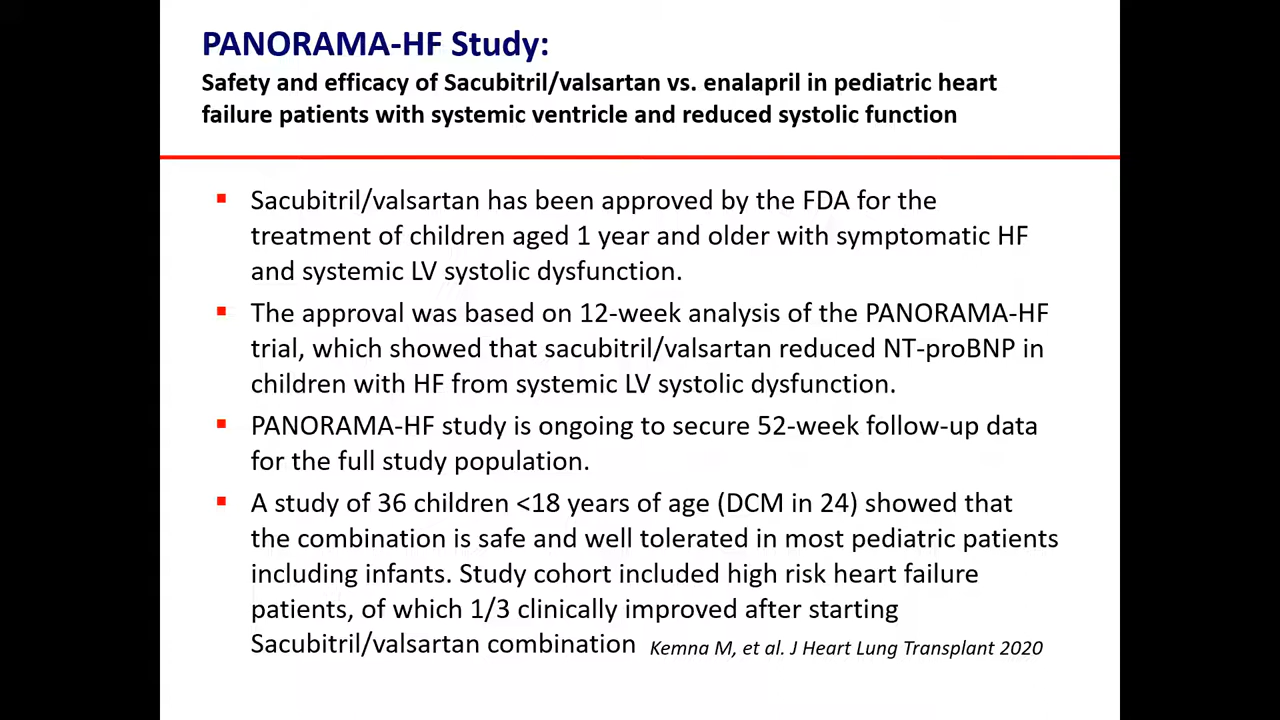 PANORAMA-HF Study:
Safety and efficacy of Sacubitril/valsartan vs. enalapril in pediatric heart
failure patients with systemic ventricle and reduced systolic function
▪ Sacubitril/valsartan has been approved by the FDA for the
treatment of children aged 1 year and older with symptomatic HF
and systemic LV systolic dysfunction.
▪ The approval was based on 12-week analysis of the PANORAMA-HF
trial, which showed that sacubitril/valsartan reduced NT-proBNP in
children with HF from systemic LV systolic dysfunction.
▪ PANORAMA-HF study is ongoing to secure 52-week follow-up data
for the full study population.
▪ A study of 36 children <18 years of age (DCM in 24) showed that
the combination is safe and well tolerated in most pediatric patients
including infants. Study cohort included high risk heart failure
patients, of which 1/3 clinically improved after starting
Sacubitril/valsartan combination Kemna M, et al. J Heart Lung Transplant 2020